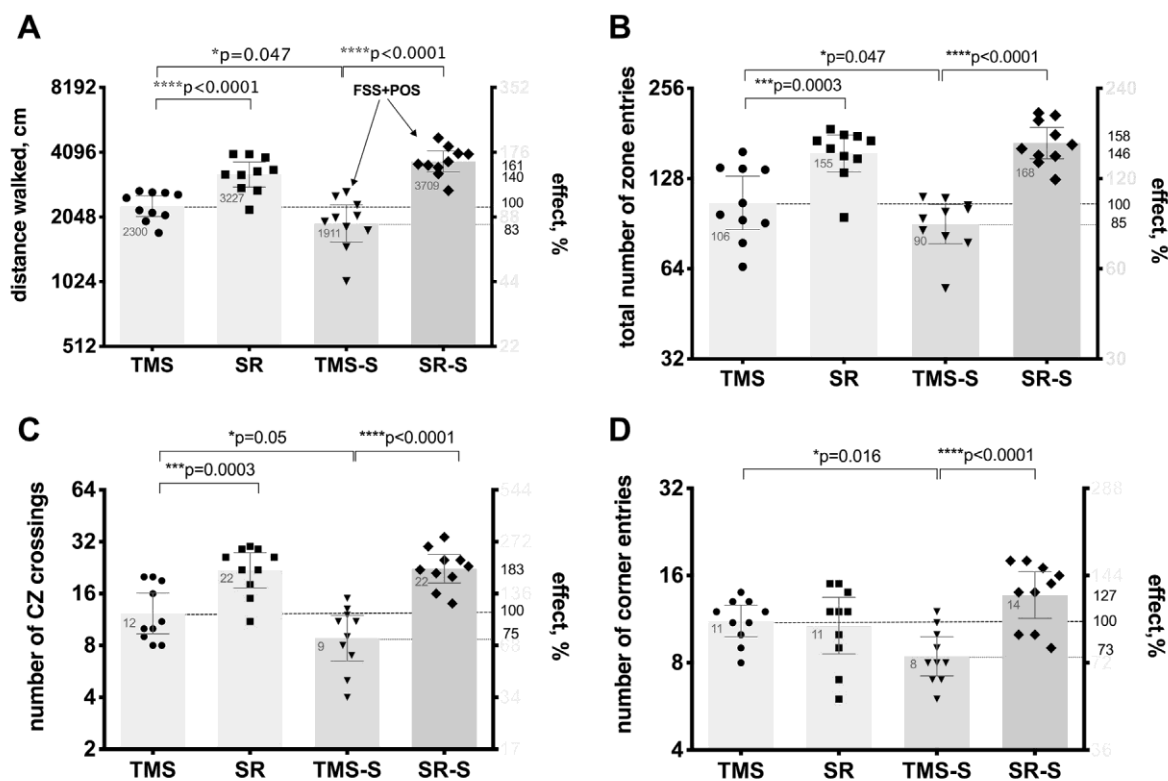 A
*p=0.047
****p<0.0001
****p<0.0001
FSS+POS
distance walked, cm
8192
4096
2048
1024
512
2300
3227
1911
3709
352
176
161
140
100
88
83
44
22
effect, %
TMS
SR
TMS-S
SR-S
B
*p=0.047
****p<0.0001
***p=0.0003
total number of zone entries
256
128
64
32
106
155
90
168
240
158
146
120
100
85
60
30
effect, %
TMS
SR
TMS-S
SR-S
C
*p=0.05
****p<0.0001
***p=0.0003
number of CZ crossings
64
32
16
8
4
2
12
22
9
22
544
272
183
136
100
75
68
34
17
effect,%
TMS
SR
TMS-S
SR-S
D
*p=0.016
****p<0.0001
number of corner entries
32
16
8
4
11
11
8
14
288
144
127
100
73
72
36
effect,%
TMS
SR
TMS-S
SR-S